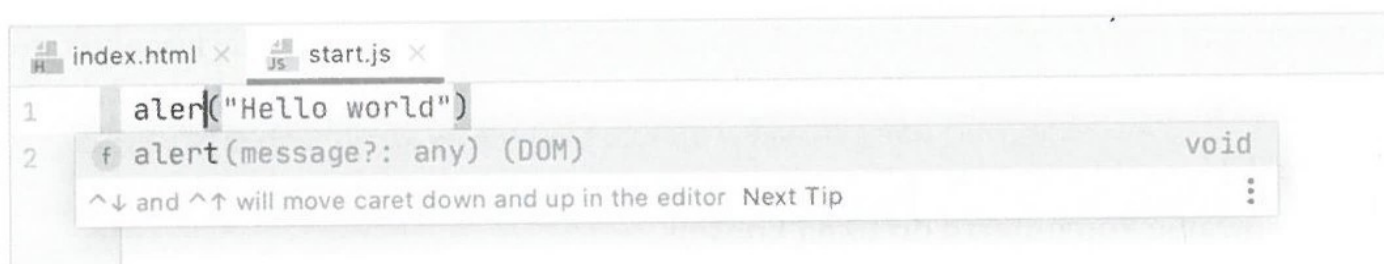 H index.html × JS start.js ×
1 aler("Hello world")
2 f alert(message?: any) (DOM) void
^↓ and ^↑ will move caret down and up in the editor Next Tip ⋮